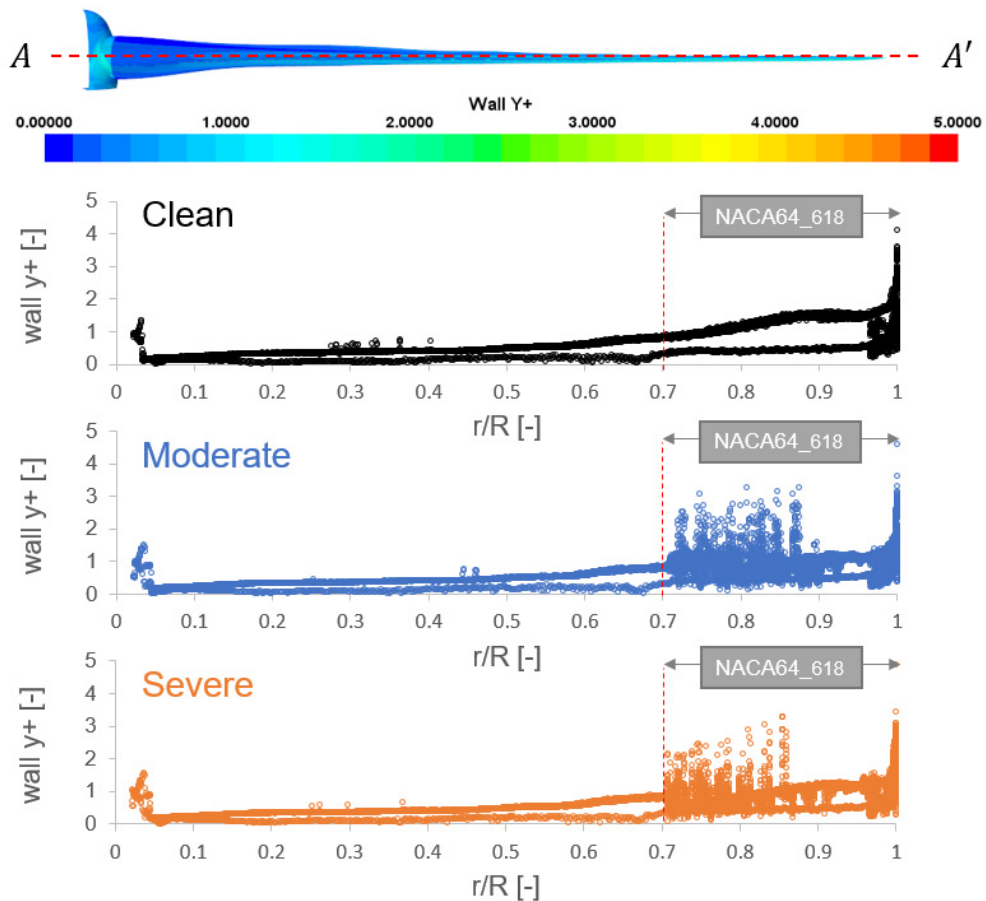 A A′
Wall Y+
0.00000 1.0000 2.0000 3.0000 4.0000 5.0000
Clean
NACA64_618
wall y+ [-]
5
4
3
2
1
0
0 0.1 0.2 0.3 0.4 0.5 0.6 0.7 0.8 0.9 1
r/R [-]
Moderate
NACA64_618
wall y+ [-]
5
4
3
2
1
0
0 0.1 0.2 0.3 0.4 0.5 0.6 0.7 0.8 0.9 1
r/R [-]
Severe
NACA64_618
wall y+ [-]
5
4
3
2
1
0
0 0.1 0.2 0.3 0.4 0.5 0.6 0.7 0.8 0.9 1
r/R [-]